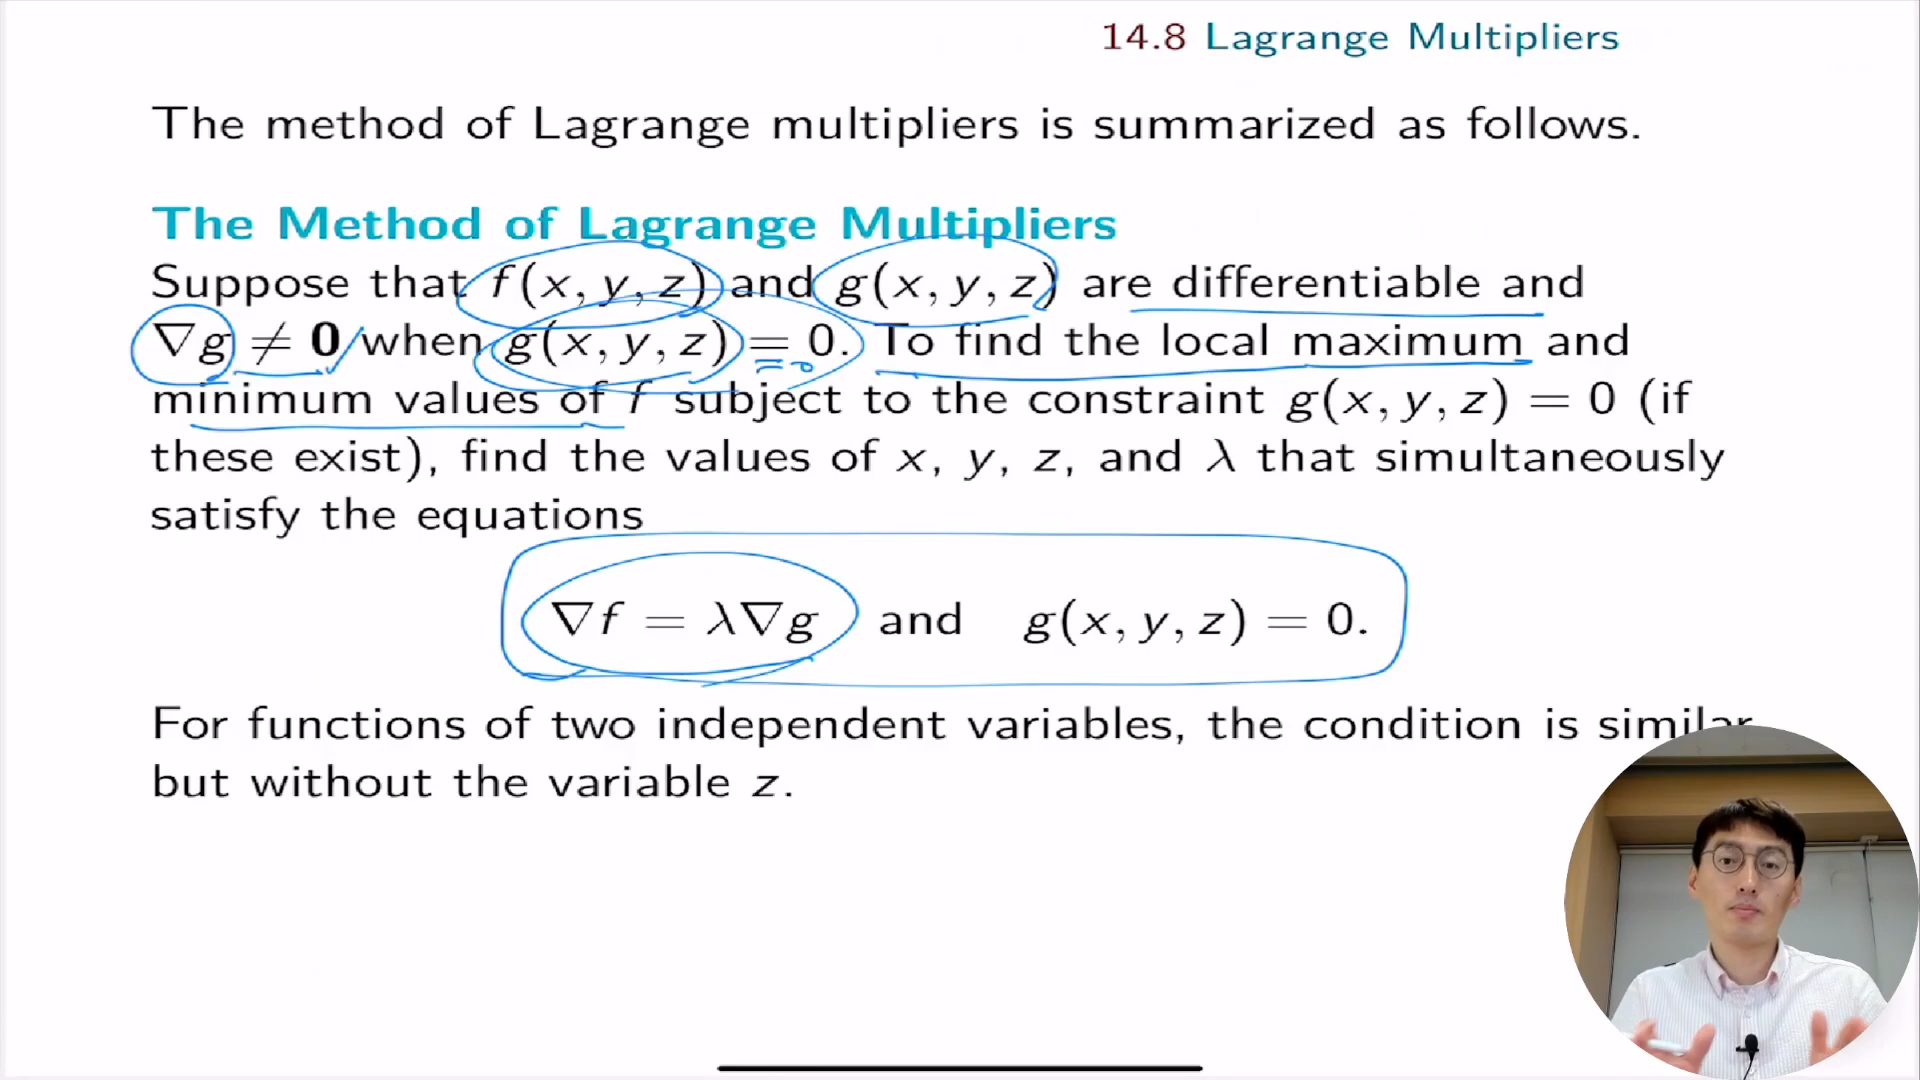 14.8 Lagrange Multipliers
The method of Lagrange multipliers is summarized as follows.
The Method of Lagrange Multipliers
Suppose that f(x, y, z) and g(x, y, z) are differentiable and
∇g ≠ 0 when g(x, y, z) = 0. To find the local maximum and
= 0
minimum values of f subject to the constraint g(x, y, z) = 0 (if
these exist), find the values of x, y, z, and λ that simultaneously
satisfy the equations
∇f = λ∇g and g(x, y, z) = 0.
For functions of two independent variables, the condition is similar
but without the variable z.